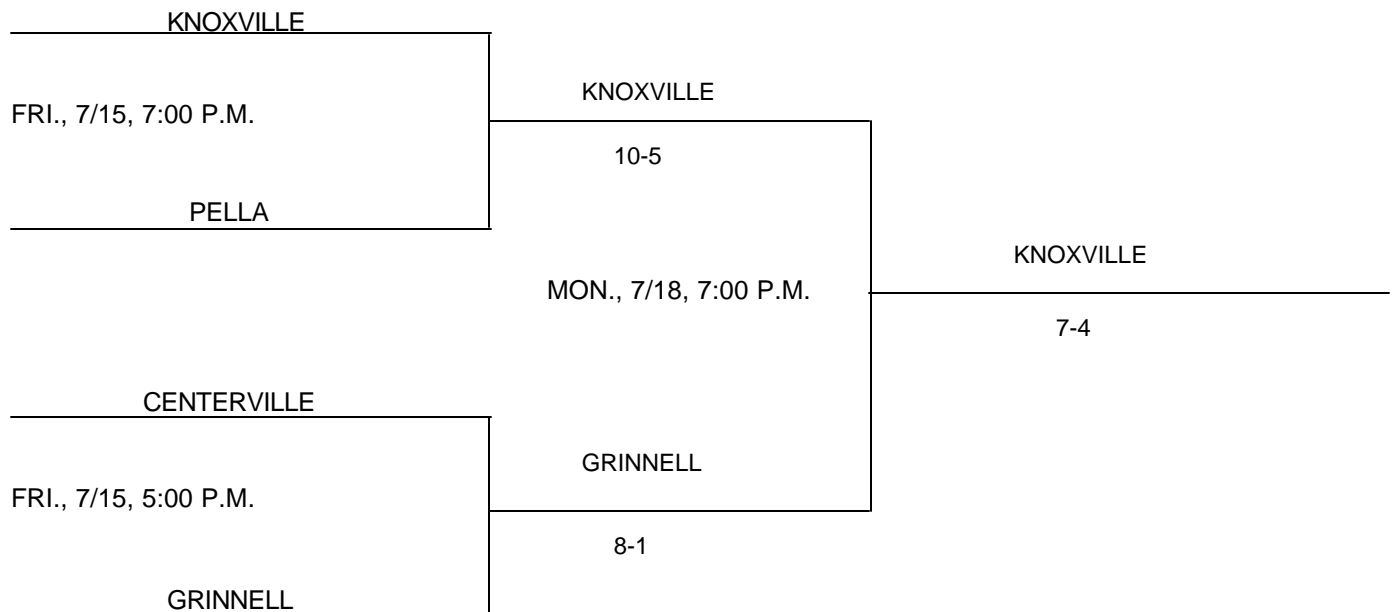 KNOXVILLE
KNOXVILLE
FRI., 7/15, 7:00 P.M.
10-5
PELLA
KNOXVILLE
MON., 7/18, 7:00 P.M.
7-4
CENTERVILLE
GRINNELL
FRI., 7/15, 5:00 P.M.
8-1
GRINNELL